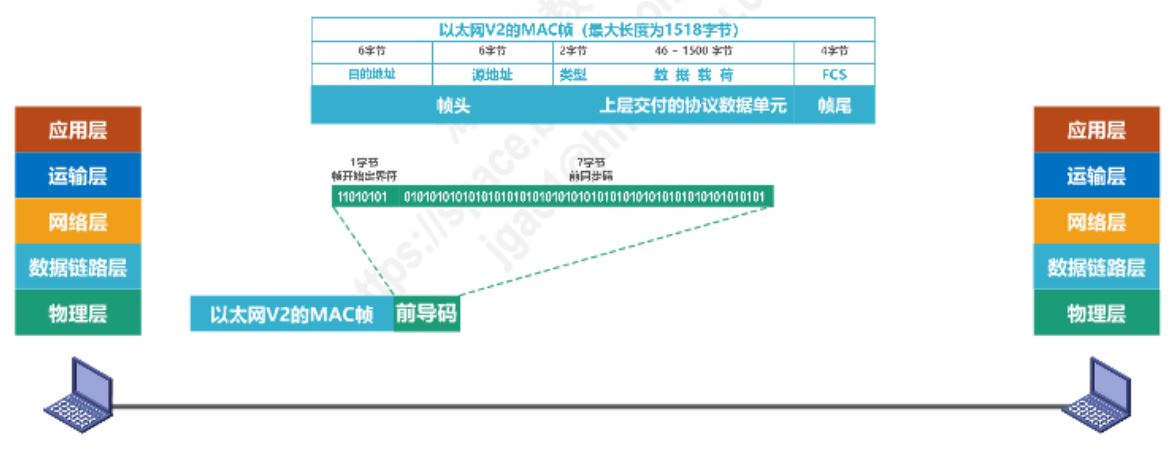 以太网V2的MAC帧（最大长度为1518字节）
6字节 6字节 2字节 46 - 1500 字节 4字节
目的地址 源地址 类型 数 据 载 荷 FCS
帧头 上层交付的协议数据单元 帧尾
应用层
运输层
网络层
数据链路层
物理层
1字节
帧开始定界符
7字节
前同步码
11010101 01010101010101010101010101010101010101010101010101010101
以太网V2的MAC帧 前导码
应用层
运输层
网络层
数据链路层
物理层